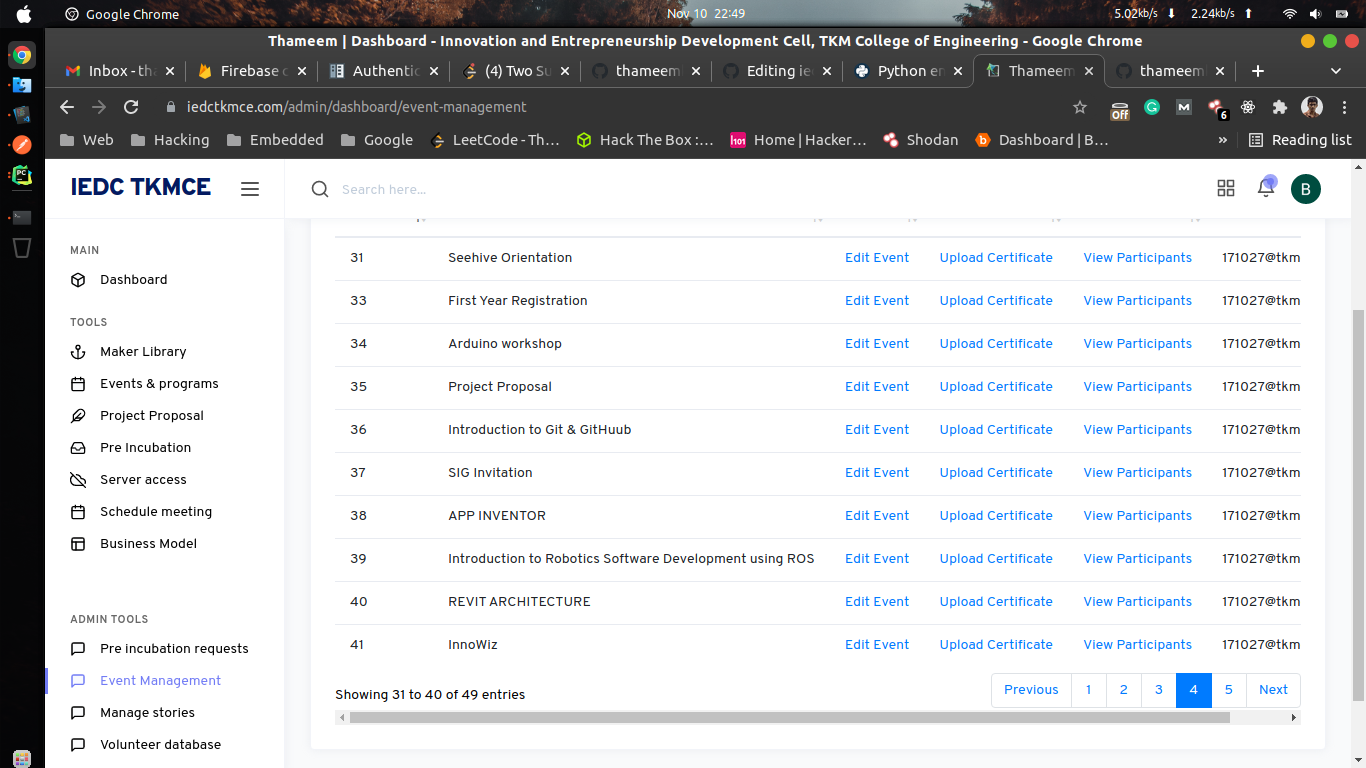 Google Chrome Nov 10 22:49 5.02kb/s 2.24kb/s
Thameem | Dashboard - Innovation and Entrepreneurship Development Cell, TKM College of Engineering - Google Chrome
Inbox - tha Firebase c Authentic (4) Two Su thameem Editing ie Python en Thameem thameem
iedctkmce.com/admin/dashboard/event-management Off 6
Web Hacking Embedded Google LeetCode - Th… Hack The Box :… Home | Hacker… Shodan Dashboard | B… » Reading list
IEDC TKMCE Search here... B
MAIN
Dashboard
TOOLS
Maker Library
Events & programs
Project Proposal
Pre Incubation
Server access
Schedule meeting
Business Model
ADMIN TOOLS
Pre incubation requests
Event Management
Manage stories
Volunteer database
31 Seehive Orientation Edit Event Upload Certificate View Participants 171027@tkm
33 First Year Registration Edit Event Upload Certificate View Participants 171027@tkm
34 Arduino workshop Edit Event Upload Certificate View Participants 171027@tkm
35 Project Proposal Edit Event Upload Certificate View Participants 171027@tkm
36 Introduction to Git & GitHuub Edit Event Upload Certificate View Participants 171027@tkm
37 SIG Invitation Edit Event Upload Certificate View Participants 171027@tkm
38 APP INVENTOR Edit Event Upload Certificate View Participants 171027@tkm
39 Introduction to Robotics Software Development using ROS Edit Event Upload Certificate View Participants 171027@tkm
40 REVIT ARCHITECTURE Edit Event Upload Certificate View Participants 171027@tkm
41 InnoWiz Edit Event Upload Certificate View Participants 171027@tkm
Showing 31 to 40 of 49 entries Previous 1 2 3 4 5 Next